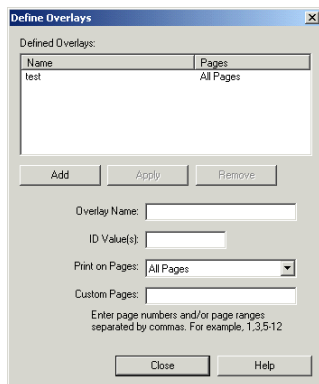 Define Overlays
Defined Overlays:
Name Pages
test All Pages
Add Apply Remove
Overlay Name:
ID Value(s):
Print on Pages: All Pages
Custom Pages:
Enter page numbers and/or page ranges
separated by commas. For example, 1,3,5-12
Close Help